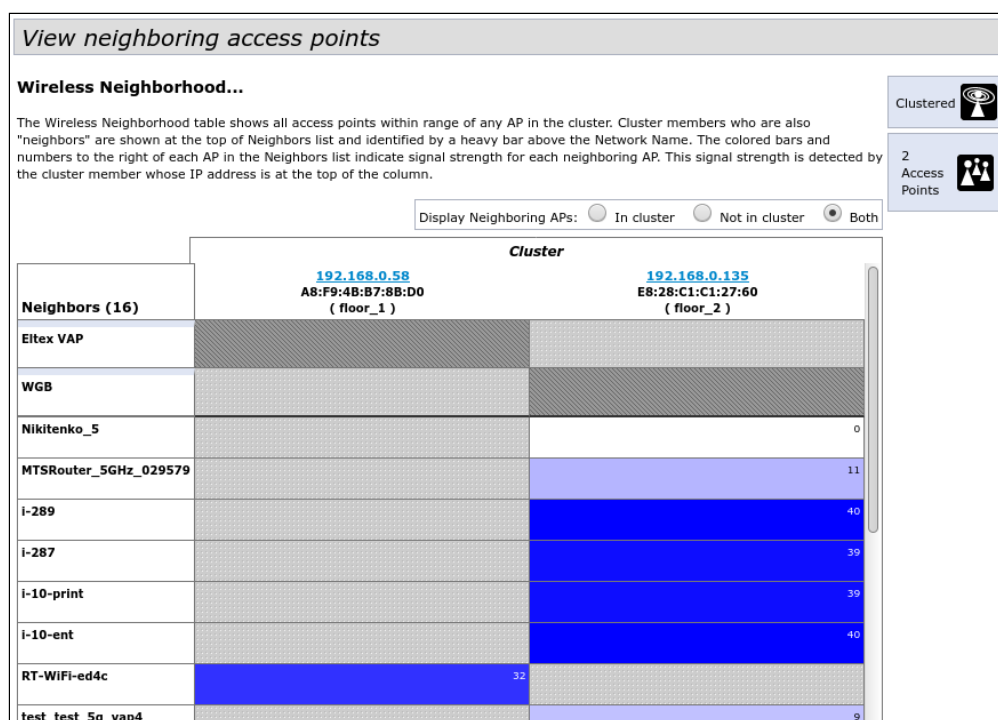 View neighboring access points
Wireless Neighborhood...
The Wireless Neighborhood table shows all access points within range of any AP in the cluster. Cluster members who are also
"neighbors" are shown at the top of Neighbors list and identified by a heavy bar above the Network Name. The colored bars and
numbers to the right of each AP in the Neighbors list indicate signal strength for each neighboring AP. This signal strength is detected by
the cluster member whose IP address is at the top of the column.
Clustered
2
Access
Points
Display Neighboring APs: In cluster Not in cluster Both
Cluster
Neighbors (16)
192.168.0.58
A8:F9:4B:B7:8B:D0
( floor_1 )
192.168.0.135
E8:28:C1:C1:27:60
( floor_2 )
Eltex VAP
WGB
Nikitenko_5 0
MTSRouter_5GHz_029579 11
i-289 40
i-287 39
i-10-print 39
i-10-ent 40
RT-WiFi-ed4c 32
test_test_5g_vap4 9